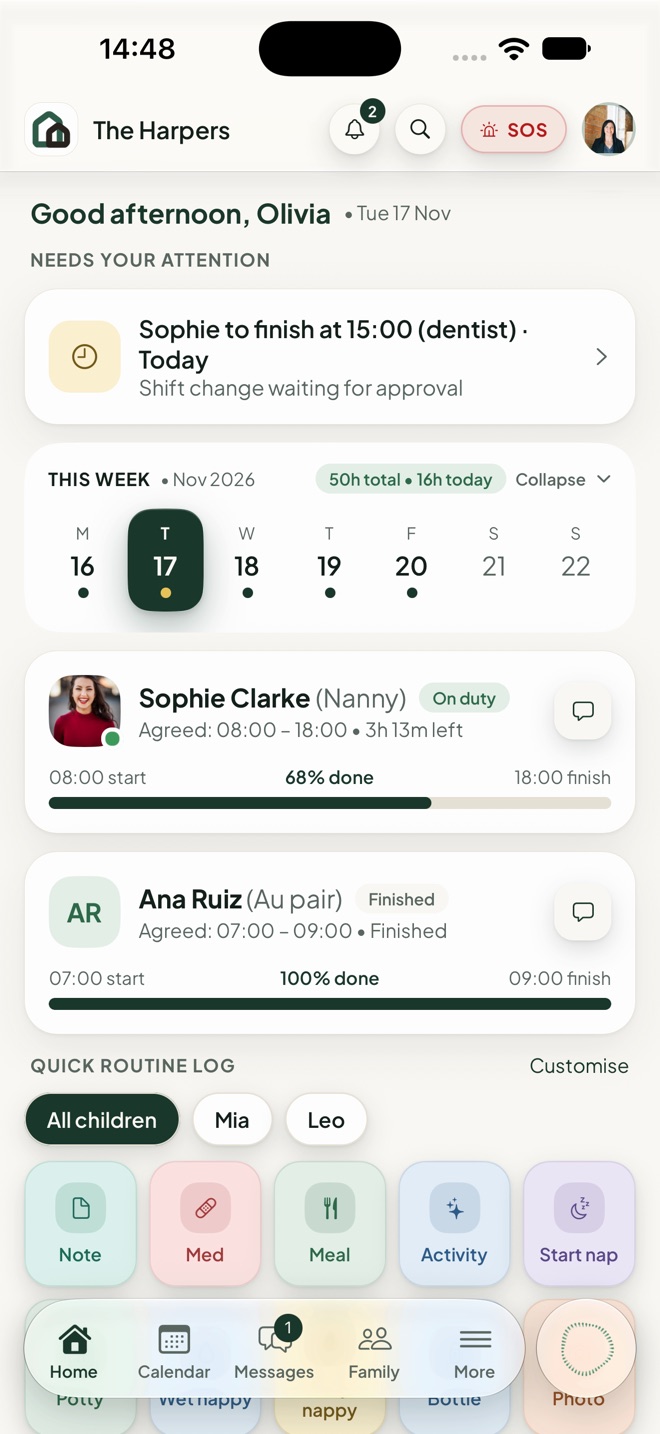 14:48
The Harpers
2
SOS
Good afternoon, Olivia • Tue 17 Nov
NEEDS YOUR ATTENTION
Sophie to finish at 15:00 (dentist) ·
Today
Shift change waiting for approval
THIS WEEK • Nov 2026
50h total • 16h today
Collapse
M T W T F S S
16 17 18 19 20 21 22
Sophie Clarke (Nanny) On duty
Agreed: 08:00 – 18:00 • 3h 13m left
08:00 start 68% done 18:00 finish
AR
Ana Ruiz (Au pair) Finished
Agreed: 07:00 – 09:00 • Finished
07:00 start 100% done 09:00 finish
QUICK ROUTINE LOG Customise
All children Mia Leo
Note Med Meal Activity Start nap
1
Home Calendar Messages Family More
Potty Wet nappy nappy Bottle Photo